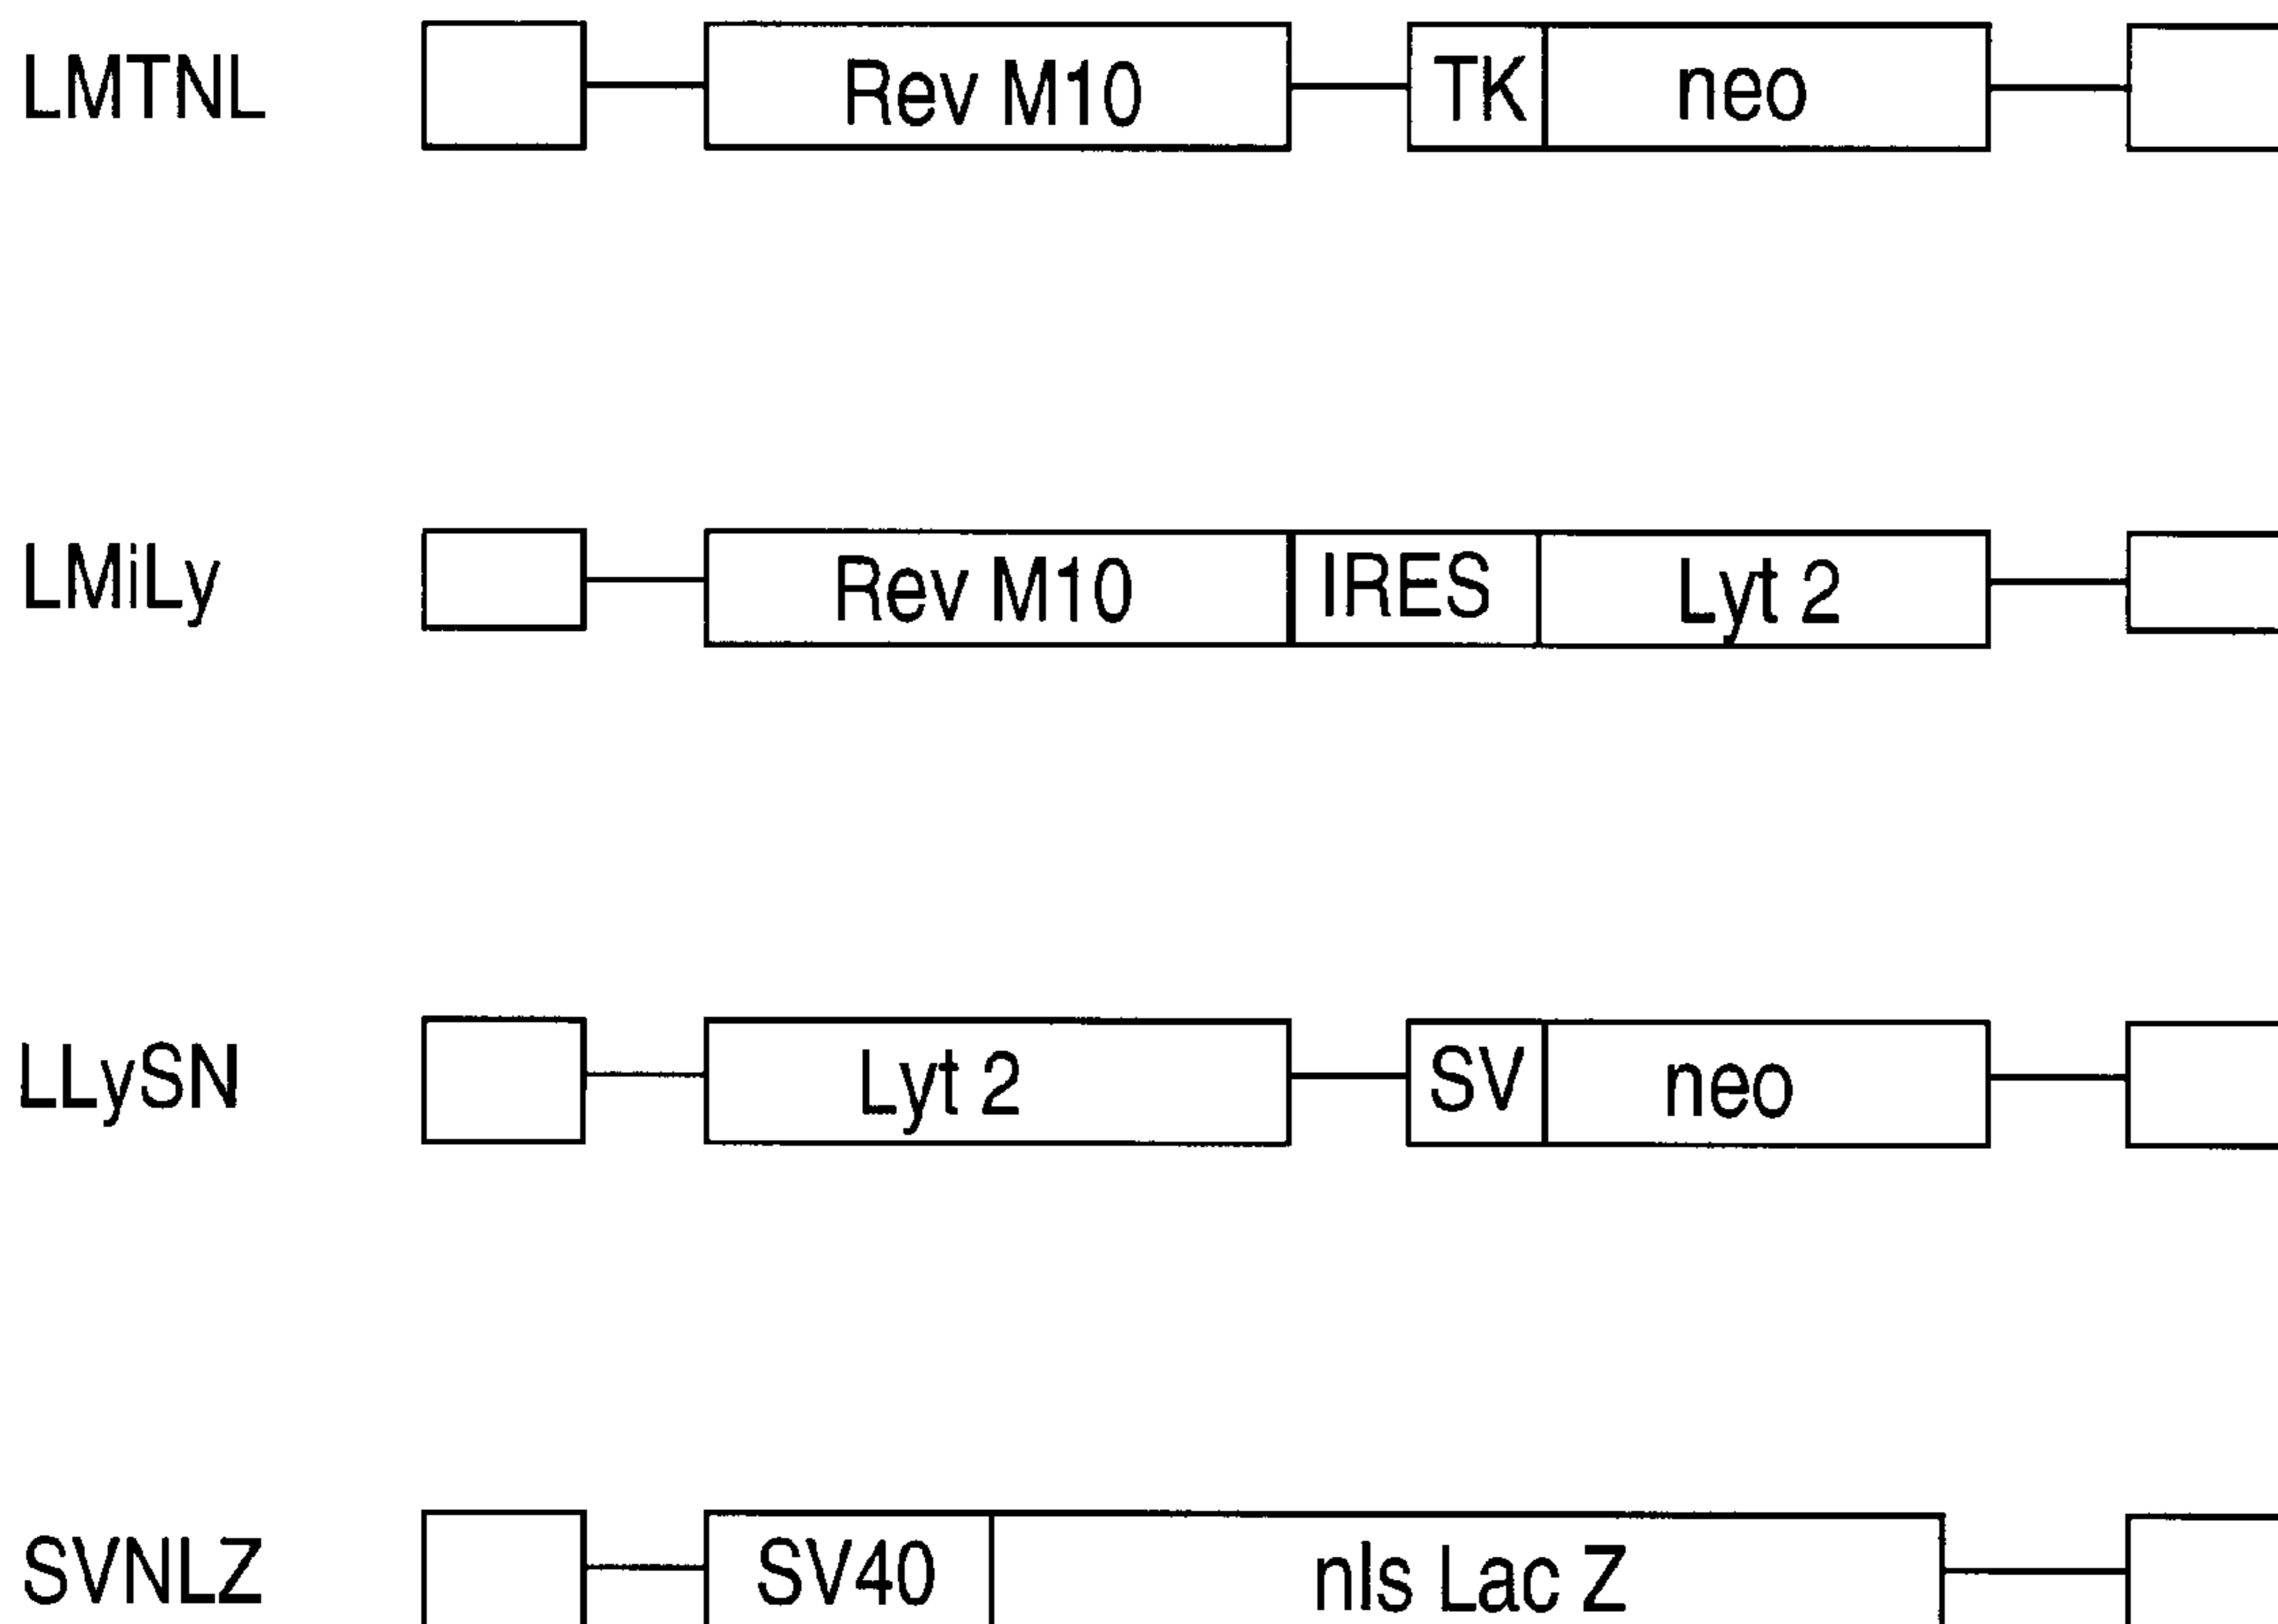 LMTNL Rev M10 TK neo
LMiLy Rev M10 IRES Lyt 2
LLySN Lyt 2 SV neo
SVNLZ SV40 nls Lac Z